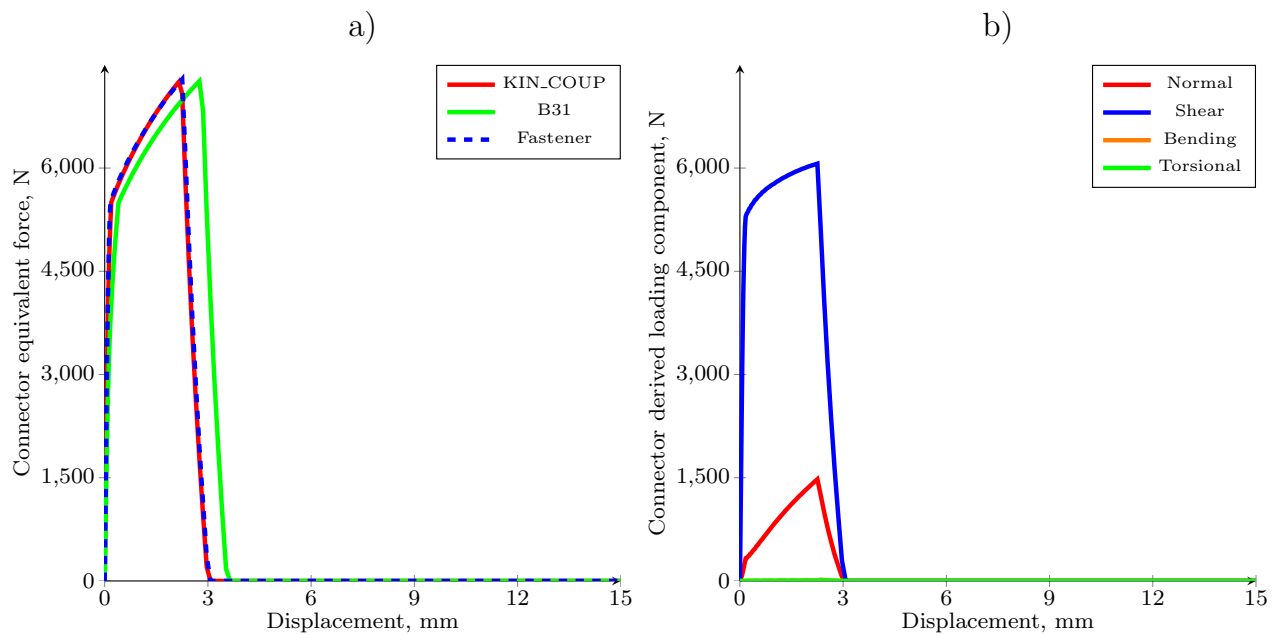 a)
KIN_COUP
B31
Fastener
Connector equivalent force, N
6,000
4,500
3,000
1,500
0
0 3 6 9 12 15
Displacement, mm
b)
Normal
Shear
Bending
Torsional
Connector derived loading component, N
6,000
4,500
3,000
1,500
0
0 3 6 9 12 15
Displacement, mm